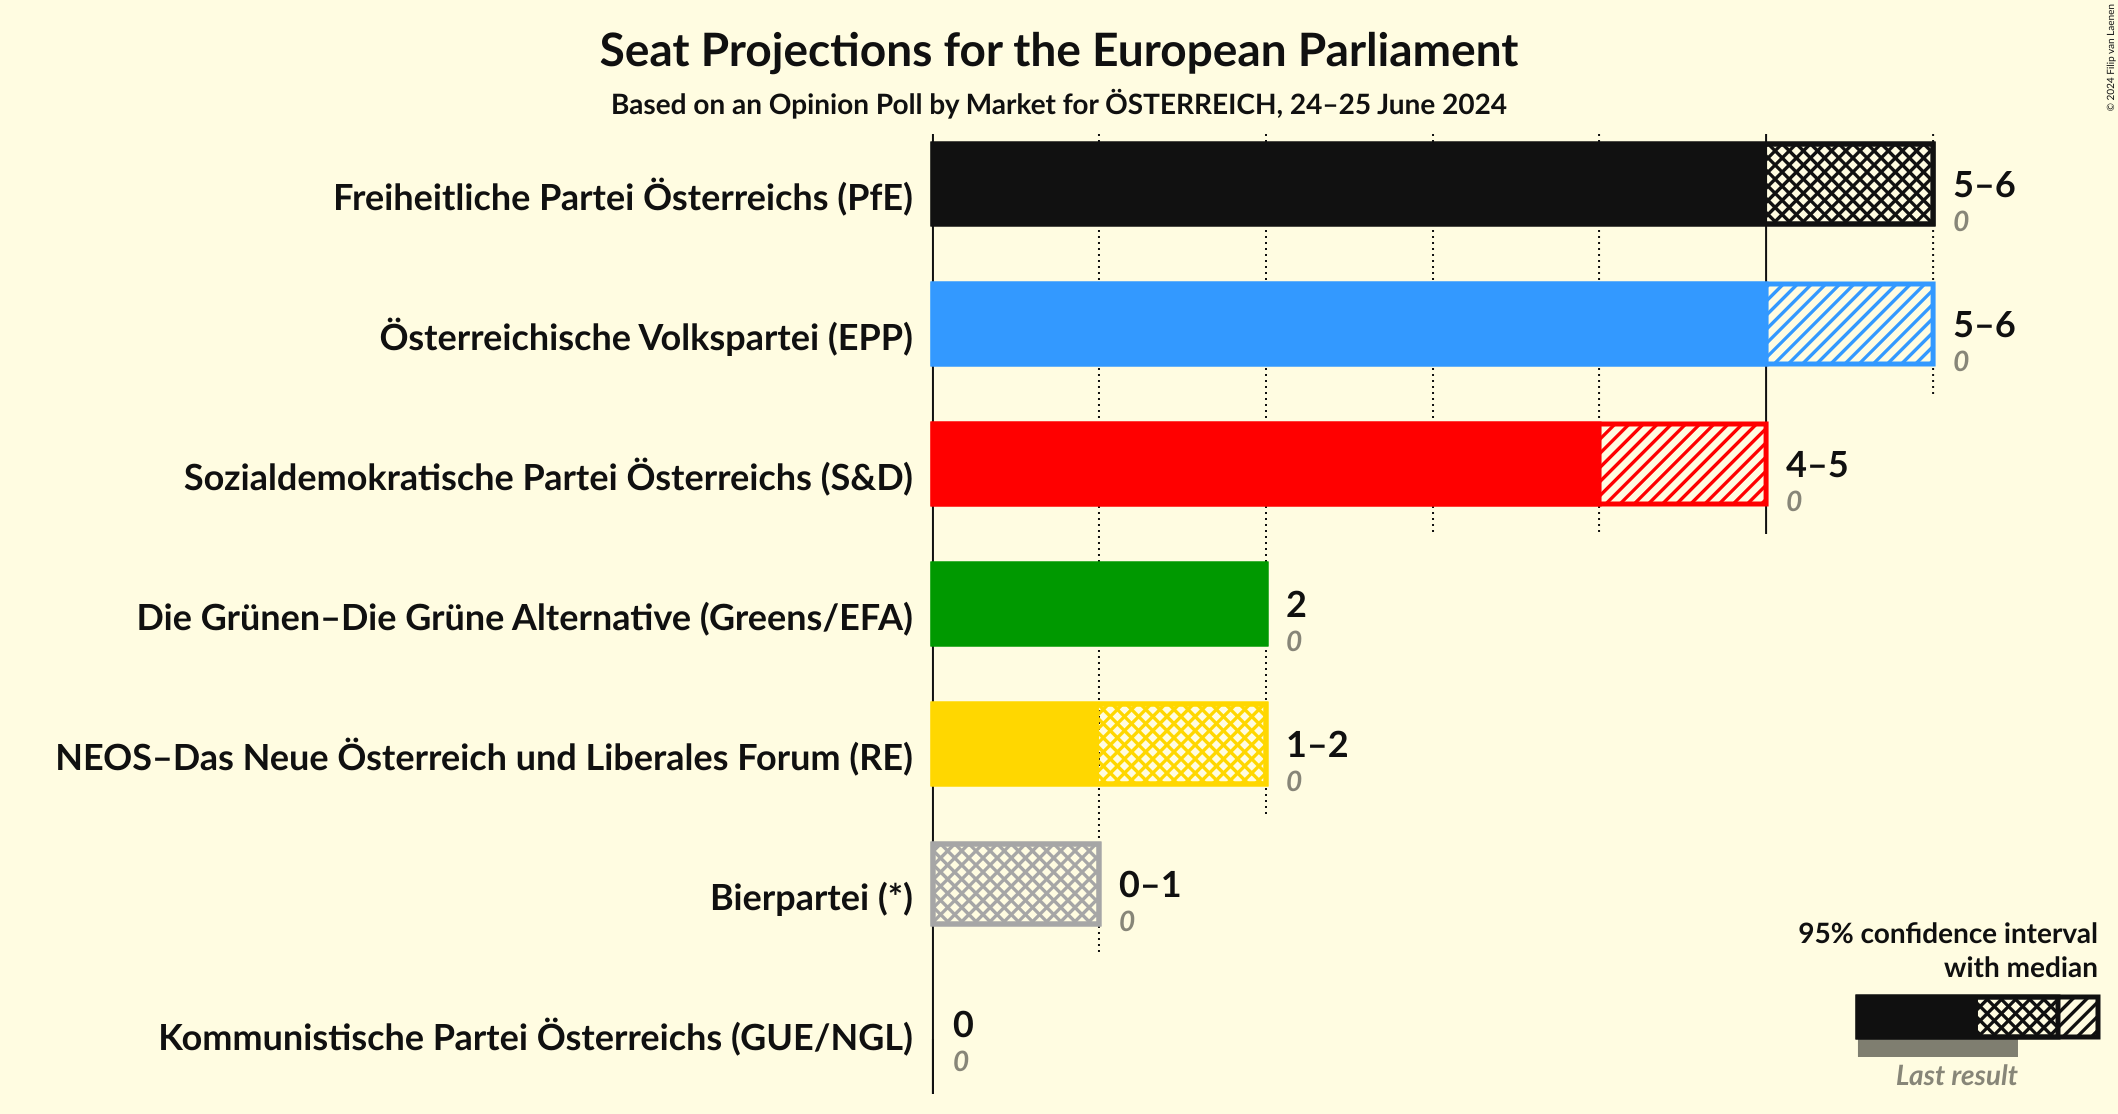 Seat Projections for the European Parliament
Based on an Opinion Poll by Market for ÖSTERREICH, 24–25 June 2024
© 2024 Filip van Laenen
Freiheitliche Partei Österreichs (PfE)
5–6
0
Österreichische Volkspartei (EPP)
5–6
0
Sozialdemokratische Partei Österreichs (S&D)
4–5
0
Die Grünen–Die Grüne Alternative (Greens/EFA)
2
0
NEOS–Das Neue Österreich und Liberales Forum (RE)
1–2
0
Bierpartei (*)
0–1
0
Kommunistische Partei Österreichs (GUE/NGL)
0
0
95% confidence interval
with median
Last result